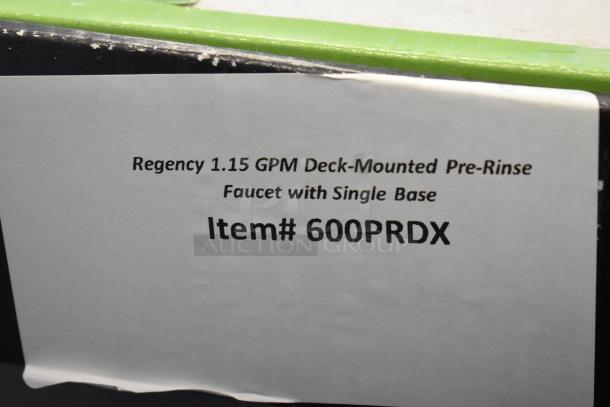 Regency 1.15 GPM Deck-Mounted Pre-Rinse
Faucet with Single Base
Item# 600PRDX
AUCTION GROUP